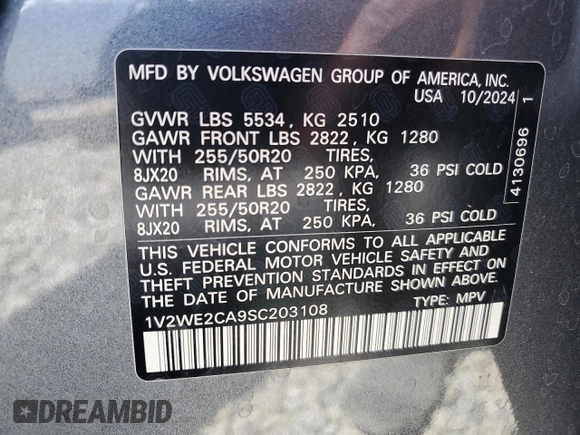 MFD BY VOLKSWAGEN GROUP OF AMERICA, INC.
USA 10/2024
GVWR LBS 5534 , KG 2510
GAWR FRONT LBS 2822 , KG 1280
WITH 255/50R20 TIRES,
8JX20 RIMS, AT 250 KPA, 36 PSI COLD
GAWR REAR LBS 2822 , KG 1280
WITH 255/50R20 TIRES,
8JX20 RIMS, AT 250 KPA, 36 PSI COLD
THIS VEHICLE CONFORMS TO ALL APPLICABLE
U.S. FEDERAL MOTOR VEHICLE SAFETY AND
THEFT PREVENTION STANDARDS IN EFFECT ON
THE DATE OF MANUFACTURE SHOWN ABOVE.
1V2WE2CA9SC203108 TYPE: MPV
4130696 1
DREAMBID